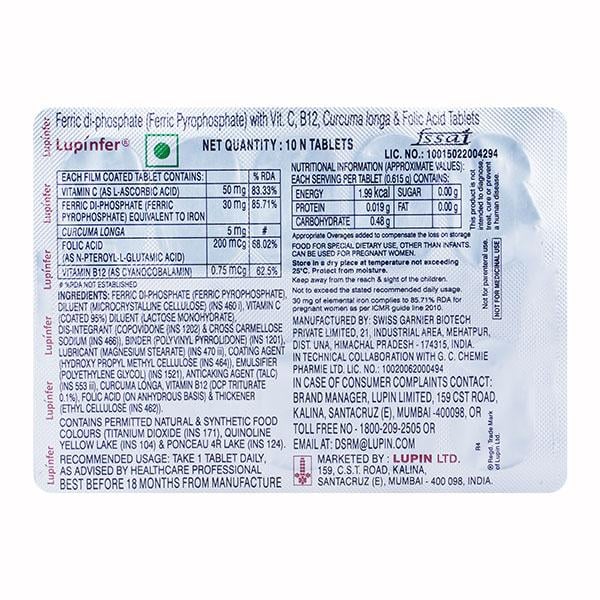 Ferric di-phosphate (Ferric Pyrophosphate) with Vit. C, B12, Curcuma longa & Folic Acid Tablets
Lupinfer®
NET QUANTITY : 10 N TABLETS
fssai
LIC. NO.: 10015022004294
EACH FILM COATED TABLET CONTAINS: % RDA
VITAMIN C (AS L-ASCORBIC ACID) 50 mg 83.33%
FERRIC DI-PHOSPHATE (FERRIC 30 mg 85.71%
PYROPHOSPHATE) EQUIVALENT TO IRON
CURCUMA LONGA 5 mg #
FOLIC ACID 200 mcg 68.02%
(AS N-PTEROYL-L-GLUTAMIC ACID)
VITAMIN B12 (AS CYANOCOBALAMIN) 0.75 mcg 62.5%
# %RDA NOT ESTABLISHED
INGREDIENTS: FERRIC DI-PHOSPHATE (FERRIC PYROPHOSPHATE),
DILUENT (MICROCRYSTALLINE CELLULOSE) (INS 460 i), VITAMIN C
(COATED 95%) DILUENT (LACTOSE MONOHYDRATE),
DIS-INTEGRANT (COPOVIDONE (INS 1202) & CROSS CARMELLOSE
SODIUM (INS 468)), BINDER (POLYVINYL PYRROLIDONE) (INS 1201),
LUBRICANT (MAGNESIUM STEARATE) (INS 470 iii), COATING AGENT
(HYDROXY PROPYL METHYL CELLULOSE (INS 464)), EMULSIFIER
(POLYETHYLENE GLYCOL) (INS 1521), ANTICAKING AGENT (TALC)
(INS 553 iii), CURCUMA LONGA, VITAMIN B12 (DCP TRITURATE
0.1%), FOLIC ACID (ON ANHYDROUS BASIS) & THICKENER
(ETHYL CELLULOSE (INS 462)).
CONTAINS PERMITTED NATURAL & SYNTHETIC FOOD
COLOURS (TITANIUM DIOXIDE (INS 171), QUINOLINE
YELLOW LAKE (INS 104) & PONCEAU 4R LAKE (INS 124).
RECOMMENDED USAGE: TAKE 1 TABLET DAILY,
AS ADVISED BY HEALTHCARE PROFESSIONAL
BEST BEFORE 18 MONTHS FROM MANUFACTURE
NUTRITIONAL INFORMATION (APPROXIMATE VALUES):
EACH SERVING PER TABLET (0.615 g) CONTAINS:
ENERGY 1.99 kcal SUGAR 0.00 g
PROTEIN 0.019 g FAT 0.00 g
CARBOHYDRATE 0.48 g
Appropriate Overages added to compensate the loss on storage
FOOD FOR SPECIAL DIETARY USE, OTHER THAN INFANTS.
CAN BE USED FOR PREGNANT WOMEN.
Store in a dry place at temperature not exceeding
25°C. Protect from moisture.
Keep away from the reach & sight of the children.
Not to exceed the stated recommended daily usage.
30 mg of elemental iron complies to 85.71% RDA for
pregnant women as per ICMR guide line 2010.
MANUFACTURED BY: SWISS GARNIER BIOTECH
PRIVATE LIMITED, 21, INDUSTRIAL AREA, MEHATPUR,
DIST. UNA, HIMACHAL PRADESH - 174315, INDIA.
IN TECHNICAL COLLABORATION WITH G. C. CHEMIE
PHARMIE LTD. LIC. NO.: 10020062000494
IN CASE OF CONSUMER COMPLAINTS CONTACT:
BRAND MANAGER, LUPIN LIMITED, 159 CST ROAD,
KALINA, SANTACRUZ (E), MUMBAI -400098, OR
TOLL FREE NO - 1800-209-2505 OR
EMAIL AT: DSRM@LUPIN.COM
MARKETED BY : LUPIN LTD.
159, C.S.T. ROAD, KALINA,
SANTACRUZ (E), MUMBAI - 400 098, INDIA.
This product is not
intended to diagnose,
treat, cure or prevent
a human disease.
Not for parenteral use.
NOT FOR MEDICINAL USE
R4
® Regd. Trade Mark
of Lupin Ltd.
Lupinfer
Lupinfer
Lupinfer
Lupinfer
Lupinfer
Lupinfer